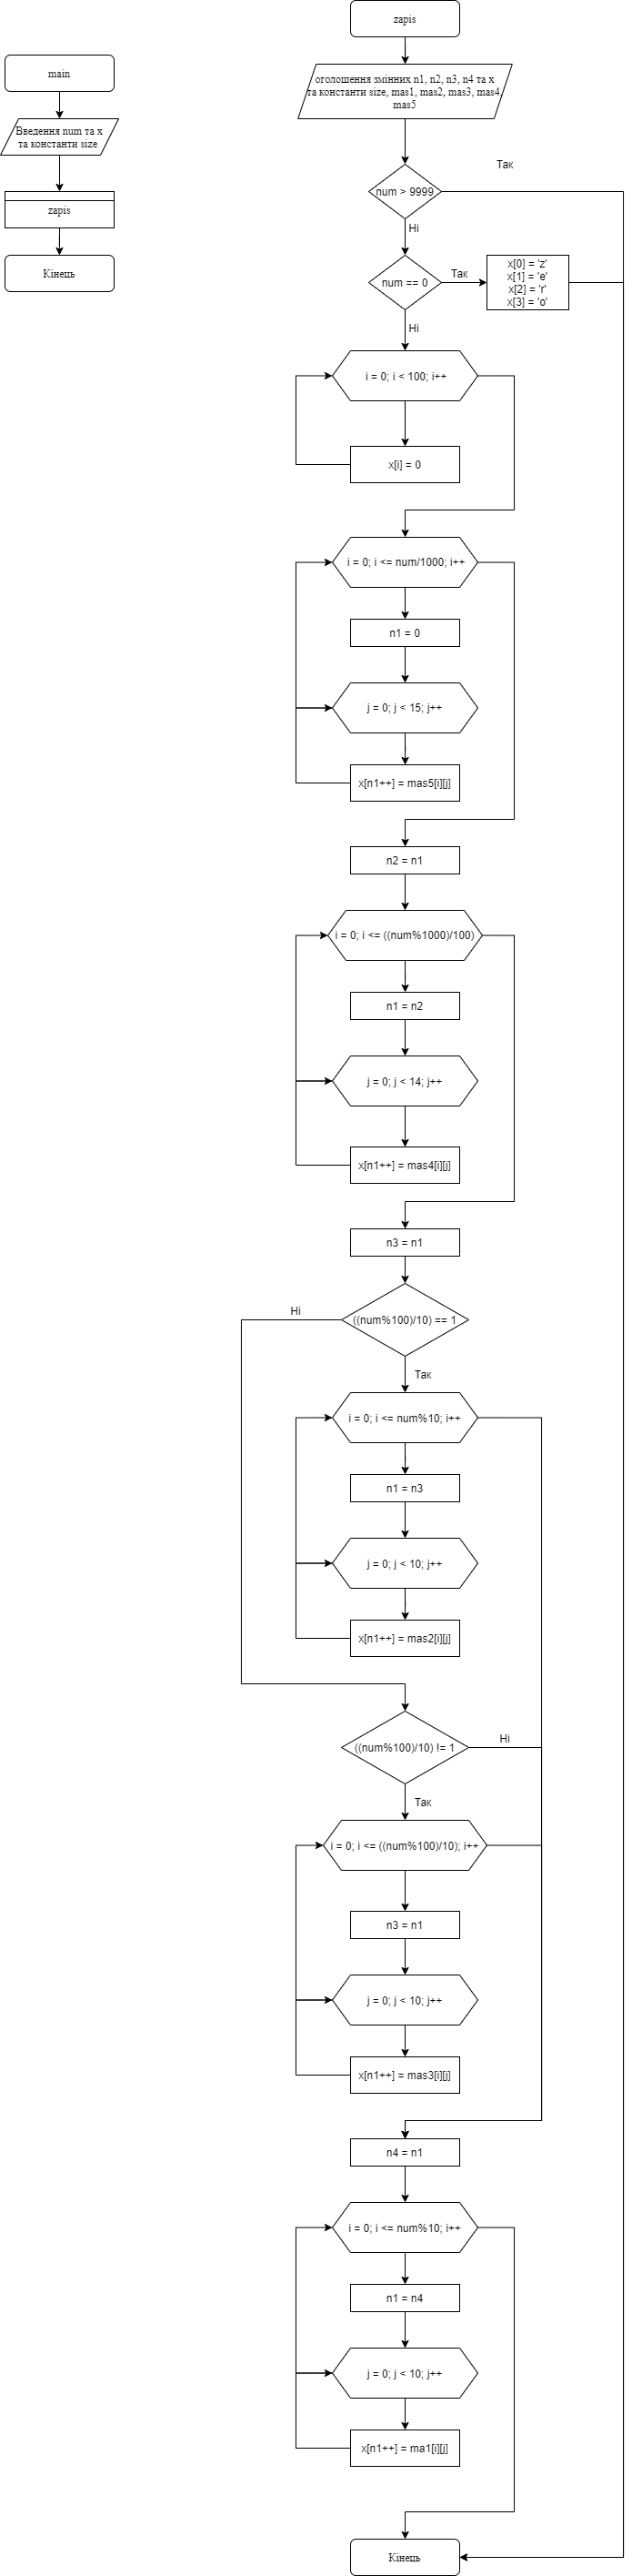 main
Введення num та x
та константи size
zapis
Кінець
zapis
оголошення змінних n1, n2, n3, n4 та x
та константи size, mas1, mas2, mas3, mas4,
mas5
num > 9999
Так
Ні
num == 0
Так
x[0] = 'z'
x[1] = 'e'
x[2] = 'r'
x[3] = 'o'
Ні
i = 0; i < 100; i++
x[i] = 0
i = 0; i <= num/1000; i++
n1 = 0
j = 0; j < 15; j++
x[n1++] = mas5[i][j]
n2 = n1
i = 0; i <= ((num%1000)/100)
n1 = n2
j = 0; j < 14; j++
x[n1++] = mas4[i][j]
n3 = n1
Ні
((num%100)/10) == 1
Так
i = 0; i <= num%10; i++
n1 = n3
j = 0; j < 10; j++
x[n1++] = mas2[i][j]
((num%100)/10) != 1
Ні
Так
i = 0; i <= ((num%100)/10); i++
n3 = n1
j = 0; j < 10; j++
x[n1++] = mas3[i][j]
n4 = n1
i = 0; i <= num%10; i++
n1 = n4
j = 0; j < 10; j++
x[n1++] = ma1[i][j]
Кінець